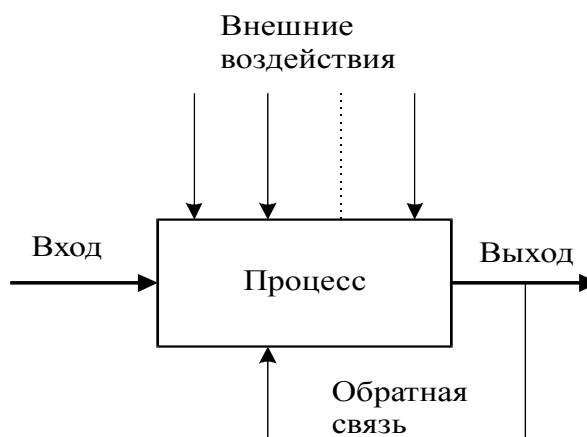 Внешние
воздействия
Вход
Процесс
Выход
Обратная
связь